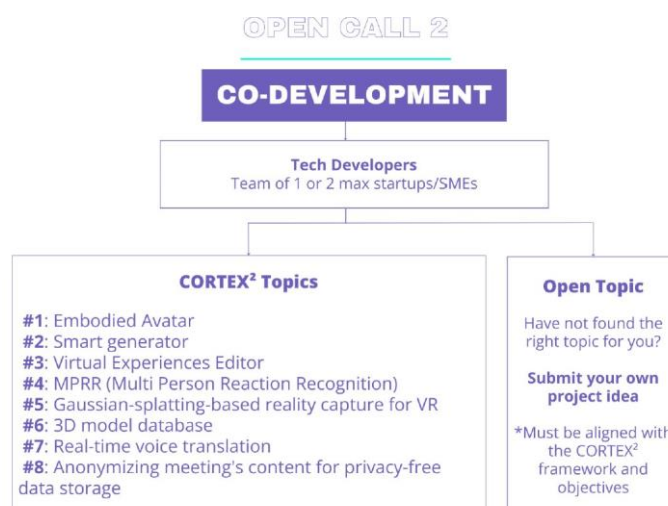 OPEN CALL 2
CO-DEVELOPMENT
Tech Developers
Team of 1 or 2 max startups/SMEs
CORTEX² Topics
#1: Embodied Avatar
#2: Smart generator
#3: Virtual Experiences Editor
#4: MPRR (Multi Person Reaction Recognition)
#5: Gaussian-splatting-based reality capture for VR
#6: 3D model database
#7: Real-time voice translation
#8: Anonymizing meeting's content for privacy-free
data storage
Open Topic
Have not found the
right topic for you?
Submit your own
project idea
*Must be aligned with
the CORTEX²
framework and
objectives